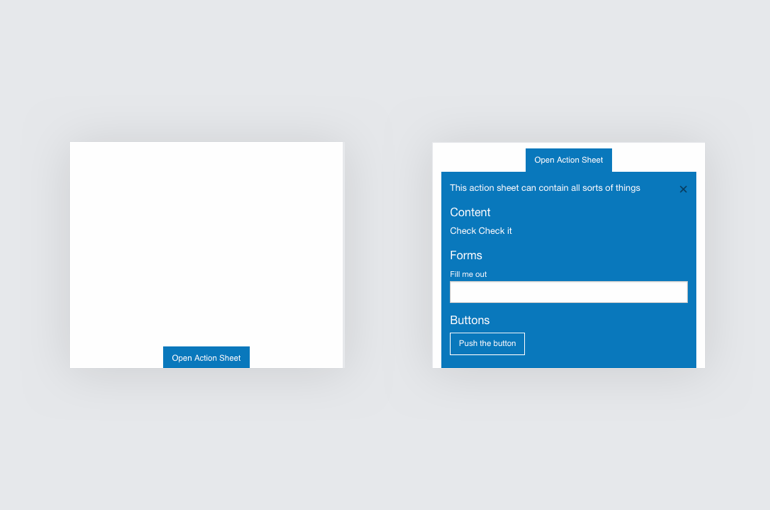 Open Action Sheet
Open Action Sheet
This action sheet can contain all sorts of things
×
Content
Check Check it
Forms
Fill me out
Buttons
Push the button